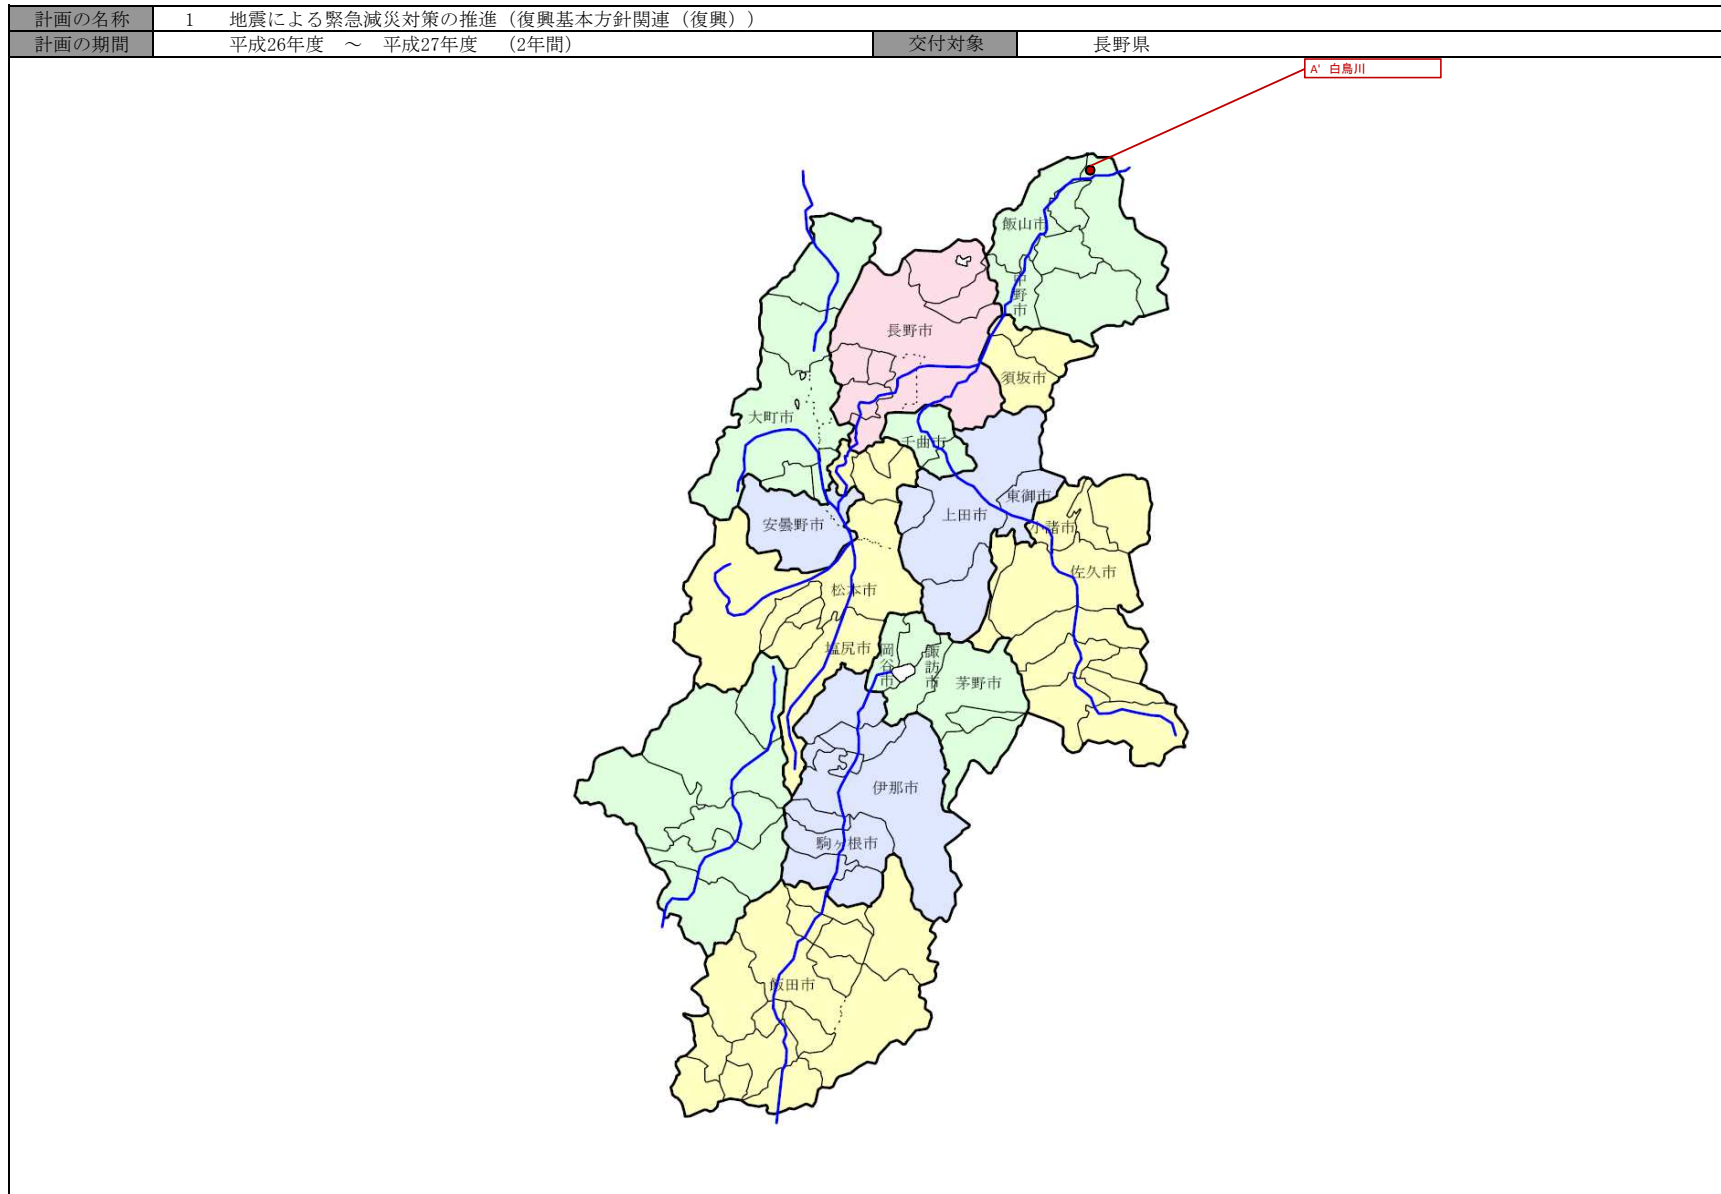 計画の名称 1 地震による緊急減災対策の推進（復興基本方針関連（復興））
計画の期間 平成26年度 ～ 平成27年度 （2年間） 交付対象 長野県
A' 白鳥川
飯山市
中野市
長野市
須坂市
大町市
千曲市
東御市
上田市
安曇野市
小諸市
佐久市
松本市
塩尻市
岡谷市
諏訪市
茅野市
伊那市
駒ヶ根市
飯田市